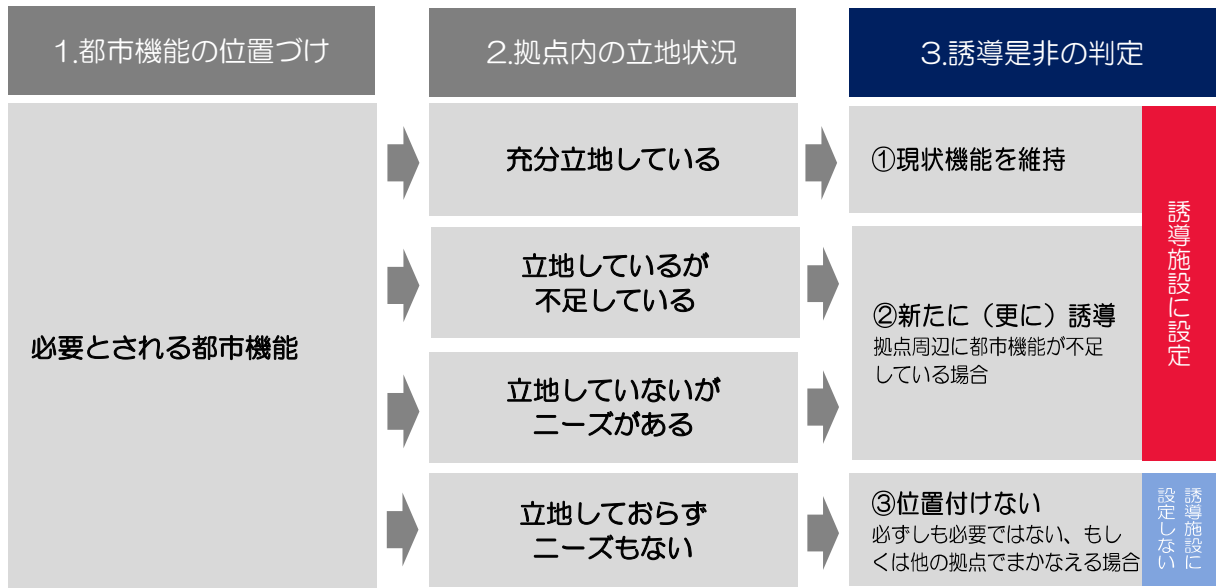 1.都市機能の位置づけ
2.拠点内の立地状況
3.誘導是非の判定
必要とされる都市機能
充分立地している
①現状機能を維持
立地しているが
不足している
立地していないが
ニーズがある
②新たに（更に）誘導
拠点周辺に都市機能が不足
している場合
誘導施設に設定
立地しておらず
ニーズもない
③位置付けない
必ずしも必要ではない、もし
くは他の拠点でまかなえる場合
誘導施設に
設定しない